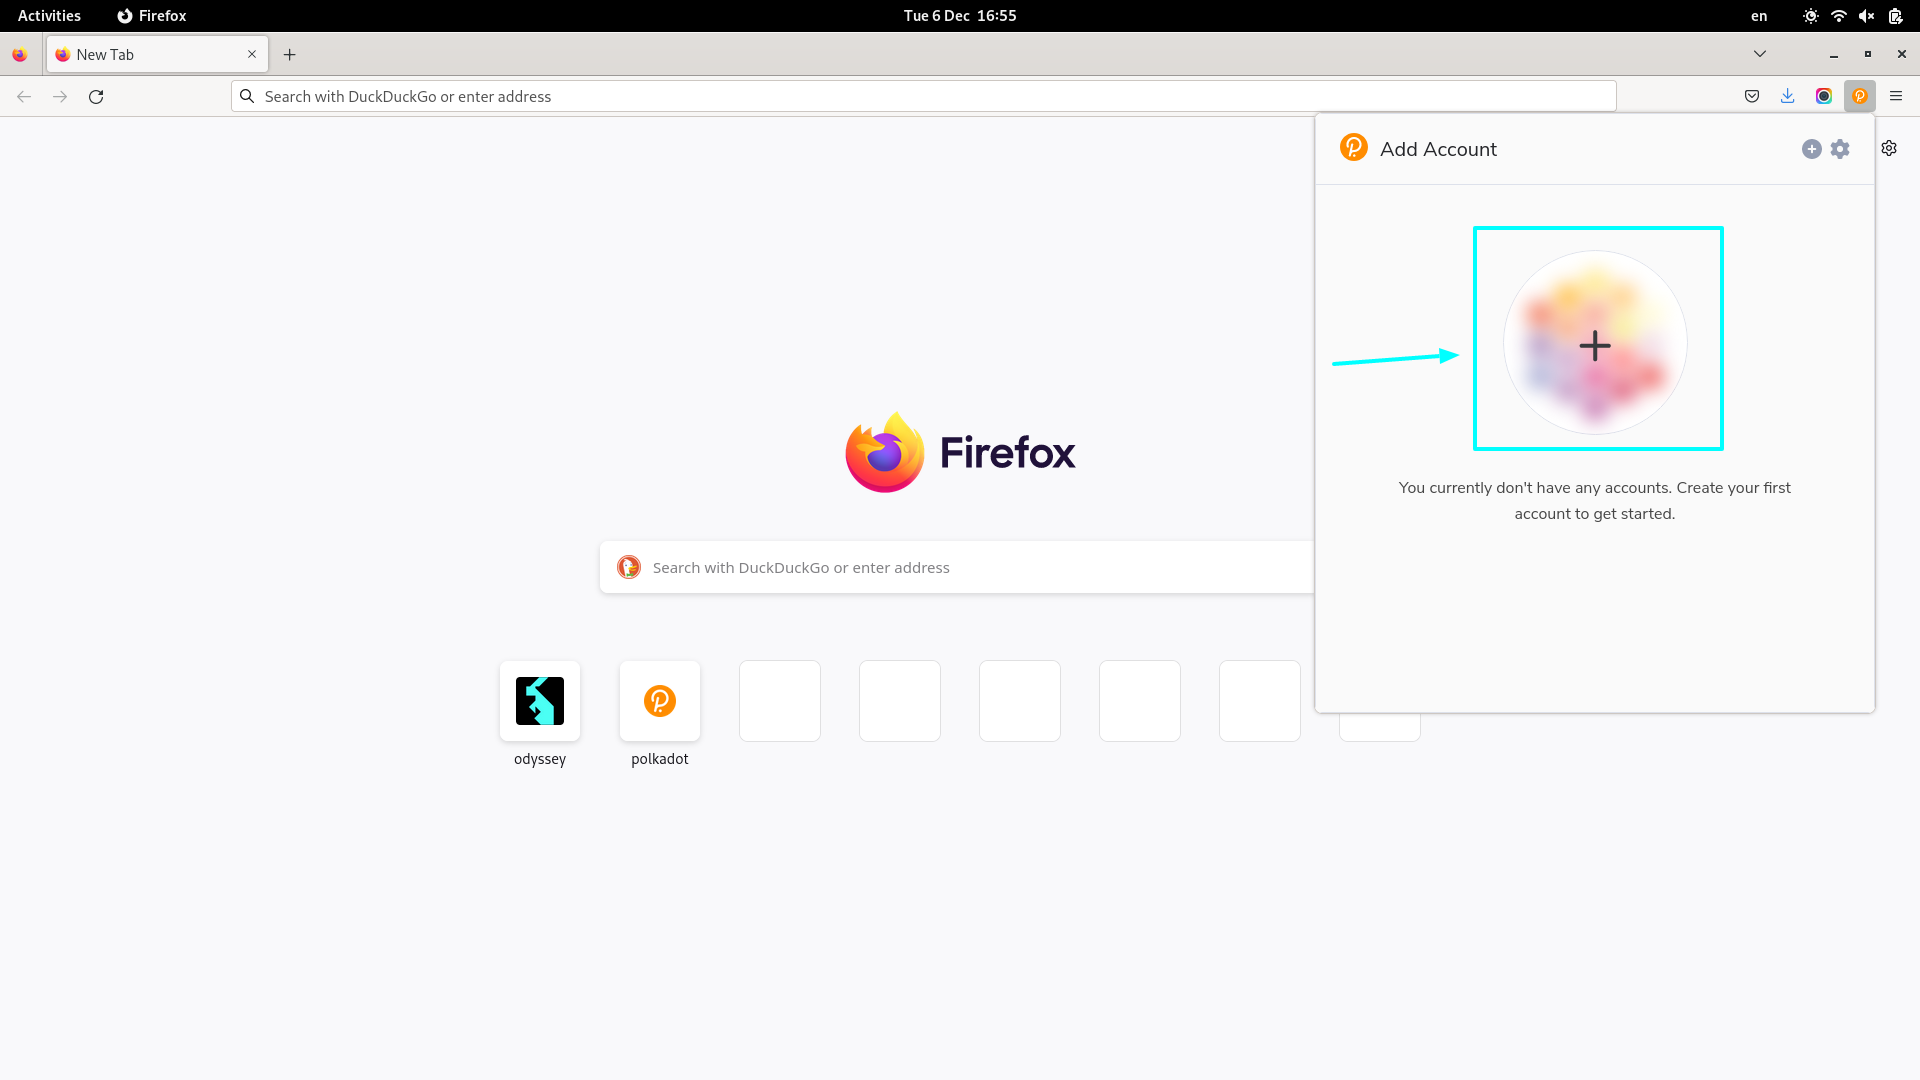 Activities
Firefox
Tue 6 Dec 16:55
en
New Tab
Search with DuckDuckGo or enter address
Add Account
You currently don't have any accounts. Create your first
account to get started.
Firefox
Search with DuckDuckGo or enter address
odyssey
polkadot